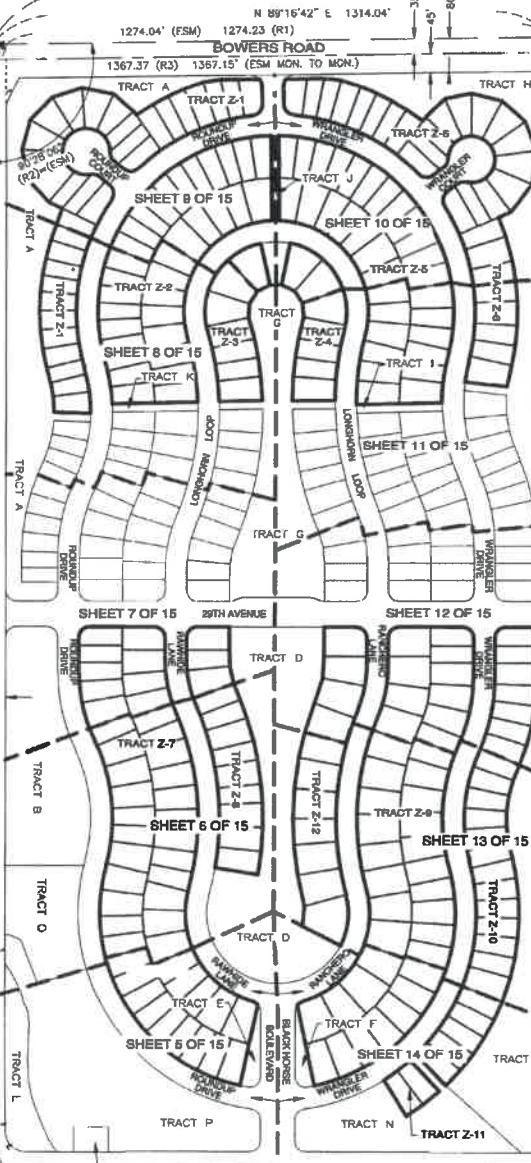 N 89°16'42" E 1314.04'
1274.04' (ESM) 1274.23 (R1)
45'
BOWERS ROAD
1367.37 (R3) 1367.15' (ESM MON. TO MON.)
TRACT A
TRACT H
TRACT Z-1
ROUNDUP DRIVE
WRANGLER DRIVE
TRACT Z-6
ROUNDUP COURT
WRANGLER COURT
(R2)=(ESM)
TRACT J
SHEET 9 OF 15
SHEET 10 OF 15
TRACT A
TRACT Z-2
TRACT Z-5
TRACT Z-1
TRACT Z-6
TRACT G
TRACT Z-3
TRACT Z-4
SHEET 8 OF 15
TRACT I
TRACT K
LONGHORN LOOP
LONGHORN LOOP
SHEET 11 OF 15
TRACT A
TRACT G
ROUNDUP DRIVE
WRANGLER DRIVE
SHEET 7 OF 15
29TH AVENUE
SHEET 12 OF 15
ROUNDUP DRIVE
RAWHIDE LANE
TRACT D
RANCHERO LANE
WRANGLER DRIVE
TRACT Z-7
TRACT B
TRACT Z-8
TRACT Z-12
TRACT Z-9
SHEET 6 OF 15
SHEET 13 OF 15
TRACT O
TRACT Z-10
TRACT D
RAWHIDE LANE
RANCHERO LANE
TRACT E
TRACT F
SHEET 5 OF 15
BLACK HORSE BOULEVARD
SHEET 14 OF 15
TRACT
TRACT L
ROUNDUP DRIVE
WRANGLER DRIVE
TRACT P
TRACT N
TRACT Z-11